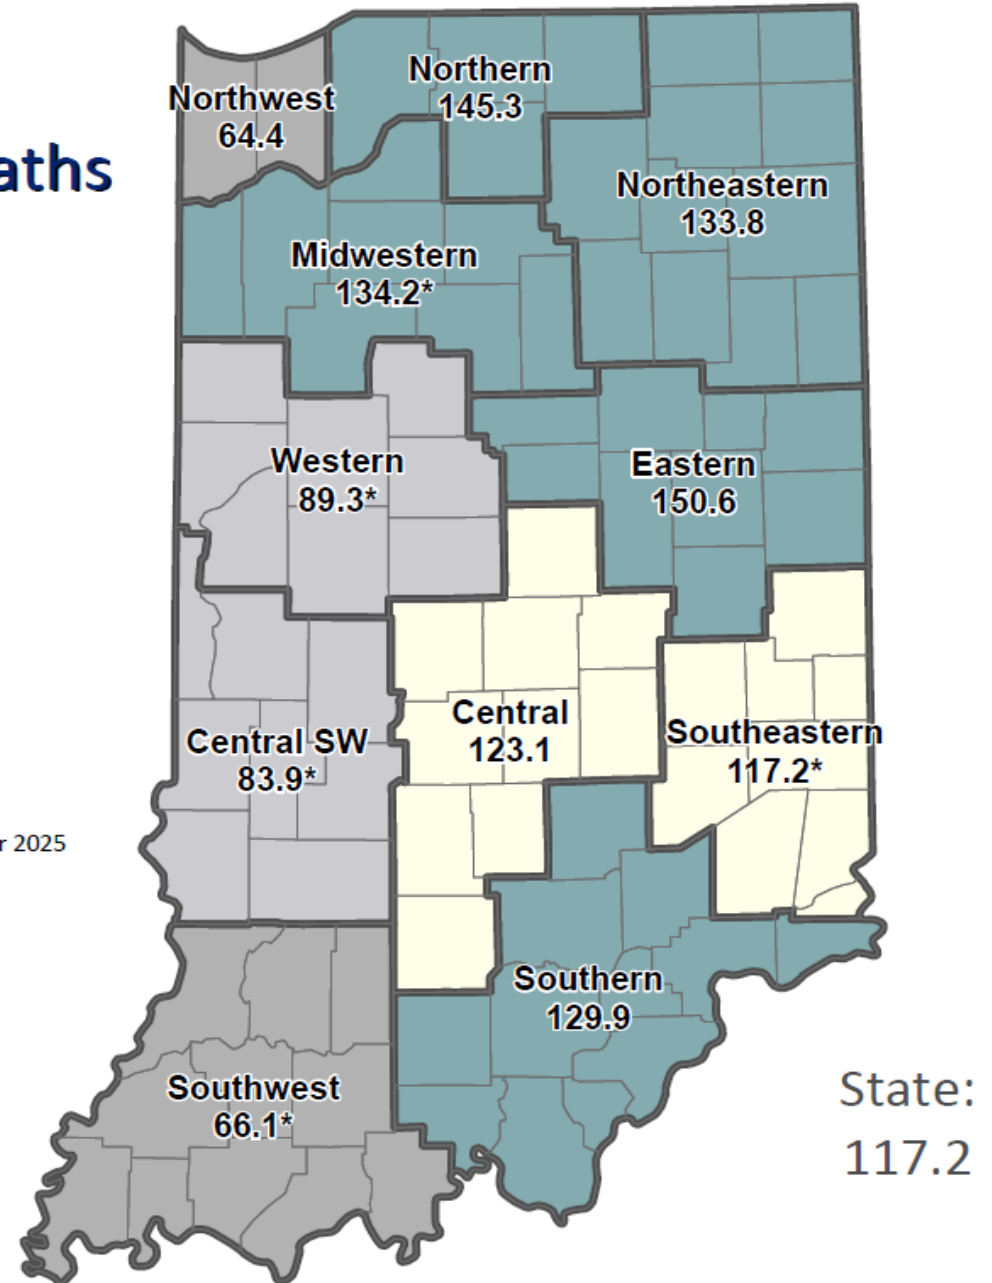 Northern
145.3
Northwest
64.4
aths
Northeastern
133.8
Midwestern
134.2*
Western
89.3*
Eastern
150.6
Central
123.1
Southeastern
117.2*
Central SW
83.9*
r 2025
Southern
129.9
Southwest
66.1*
State:
117.2